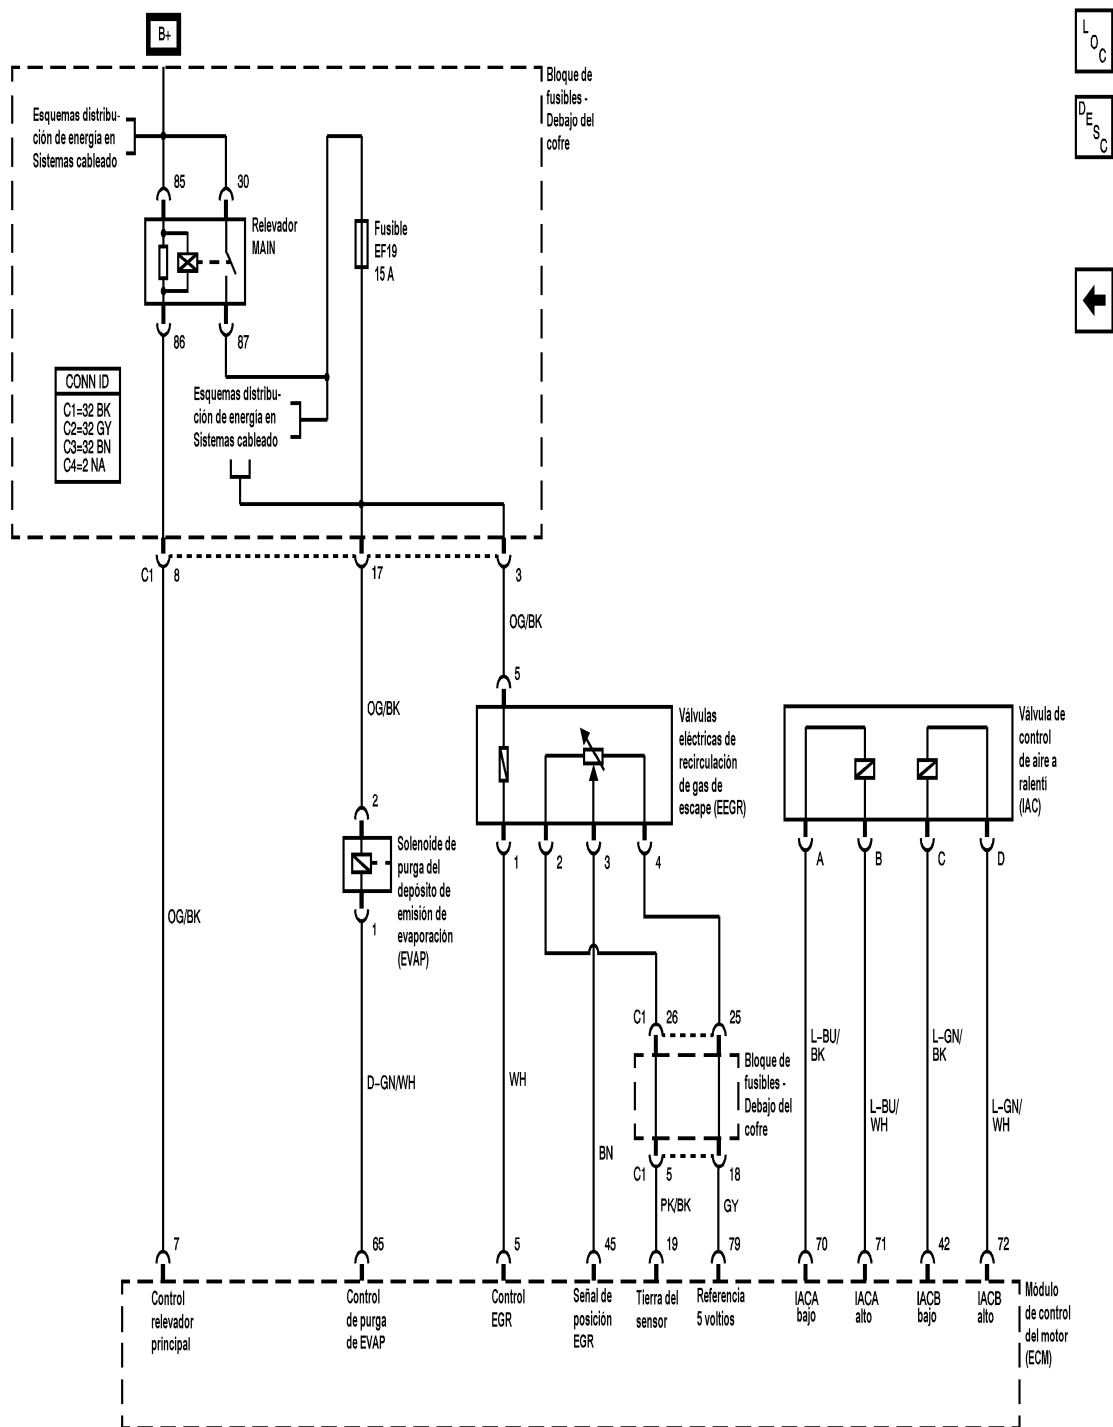 B+
LOC
DESC
Bloque de
fusibles -
Debajo del
cofre
Esquemas distribu-
ción de energía en
Sistemas cableado
85
30
Relevador
MAIN
Fusible
EF19
15 A
86
87
CONN ID
C1=32 BK
C2=32 GY
C3=32 BN
C4=2 NA
Esquemas distribu-
ción de energía en
Sistemas cableado
C1
8
17
3
OG/BK
5
OG/BK
Válvulas
eléctricas de
recirculación
de gas de
escape (EEGR)
Válvula de
control
de aire a
ralentí
(IAC)
2
Solenoide de
purga del
depósito de
emisión de
evaporación
(EVAP)
1
1
2
3
4
A
B
C
D
OG/BK
C1
26
25
Bloque de
fusibles -
Debajo del
cofre
L-BU/
BK
L-GN/
BK
D-GN/WH
WH
L-BU/
WH
L-GN/
WH
BN
C1
5
18
PK/BK
GY
7
65
5
45
19
79
70
71
42
72
Control
relevador
principal
Control
de purga
de EVAP
Control
EGR
Señal de
posición
EGR
Tierra del
sensor
Referencia
5 voltios
IACA
bajo
IACA
alto
IACB
bajo
IACB
alto
Módulo
de control
del motor
(ECM)